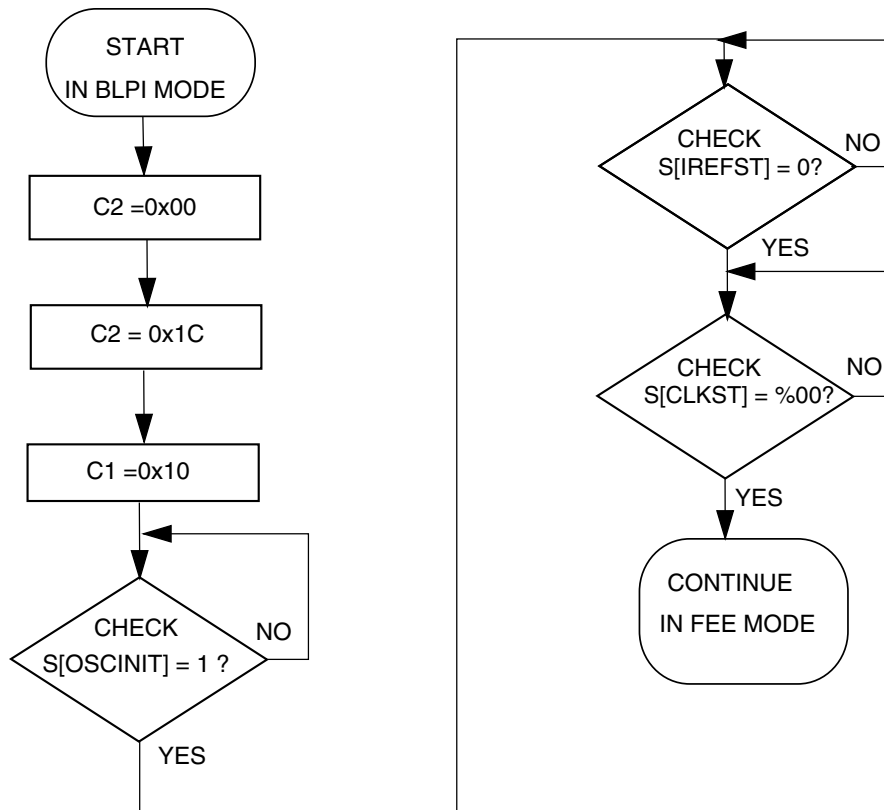 START
IN BLPI MODE
C2 =0x00
C2 = 0x1C
C1 =0x10
CHECK
S[OSCINIT] = 1 ?
NO
YES
CHECK
S[IREFST] = 0?
NO
YES
CHECK
S[CLKST] = %00?
NO
YES
CONTINUE
IN FEE MODE